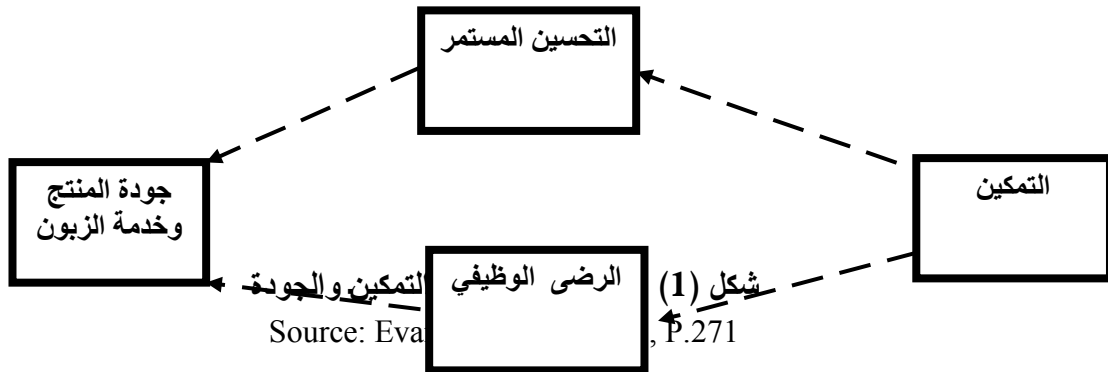 التحسين المستمر
التمكين
جودة المنتج
وخدمة الزبون
الرضى الوظيفي
شكل (1) التمكين والجودة
Source: Eva , P.271